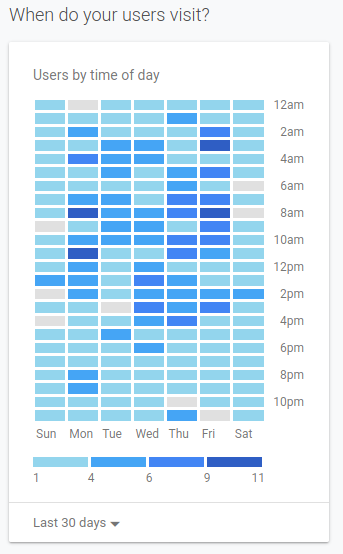 When do your users visit?
Users by time of day
12am
2am
4am
6am
8am
10am
12pm
2pm
4pm
6pm
8pm
10pm
Sun Mon Tue Wed Thu Fri Sat
1 4 6 9 11
Last 30 days